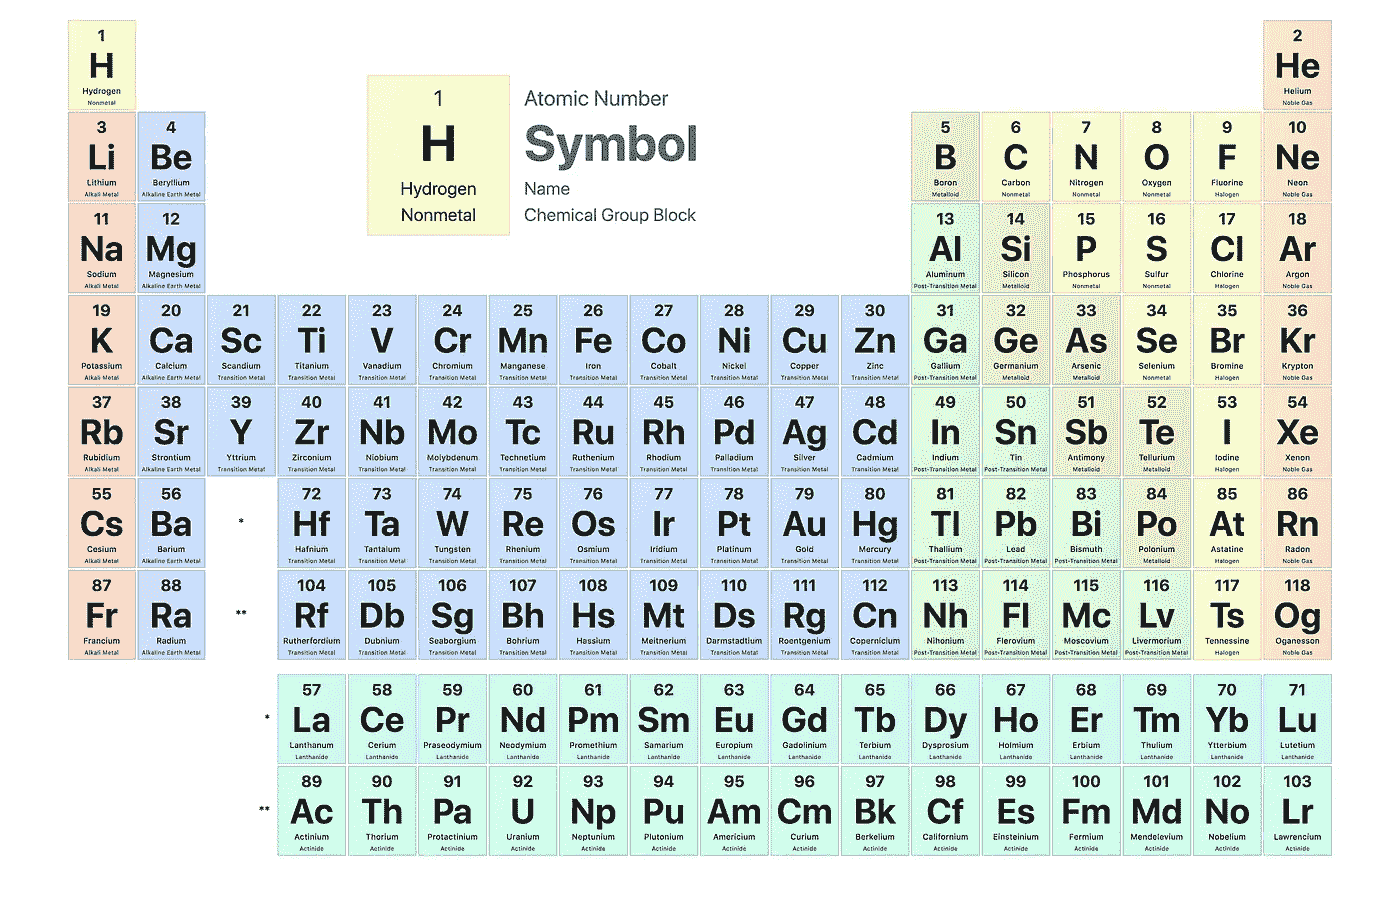 1
H
Hydrogen
Nonmetal
2
He
Helium
Noble Gas
1
H
Hydrogen
Nonmetal
Atomic Number
Symbol
Name
Chemical Group Block
3
Li
Lithium
Alkali Metal
4
Be
Beryllium
Alkaline Earth Metal
5
B
Boron
Metalloid
6
C
Carbon
Nonmetal
7
N
Nitrogen
Nonmetal
8
O
Oxygen
Nonmetal
9
F
Fluorine
Halogen
10
Ne
Neon
Noble Gas
11
Na
Sodium
Alkali Metal
12
Mg
Magnesium
Alkaline Earth Metal
13
Al
Aluminum
Post-Transition Metal
14
Si
Silicon
Metalloid
15
P
Phosphorus
Nonmetal
16
S
Sulfur
Nonmetal
17
Cl
Chlorine
Halogen
18
Ar
Argon
Noble Gas
19
K
Potassium
Alkali Metal
20
Ca
Calcium
Alkaline Earth Metal
21
Sc
Scandium
Transition Metal
22
Ti
Titanium
Transition Metal
23
V
Vanadium
Transition Metal
24
Cr
Chromium
Transition Metal
25
Mn
Manganese
Transition Metal
26
Fe
Iron
Transition Metal
27
Co
Cobalt
Transition Metal
28
Ni
Nickel
Transition Metal
29
Cu
Copper
Transition Metal
30
Zn
Zinc
Transition Metal
31
Ga
Gallium
Post-Transition Metal
32
Ge
Germanium
Metalloid
33
As
Arsenic
Metalloid
34
Se
Selenium
Nonmetal
35
Br
Bromine
Halogen
36
Kr
Krypton
Noble Gas
37
Rb
Rubidium
Alkali Metal
38
Sr
Strontium
Alkaline Earth Metal
39
Y
Yttrium
Transition Metal
40
Zr
Zirconium
Transition Metal
41
Nb
Niobium
Transition Metal
42
Mo
Molybdenum
Transition Metal
43
Tc
Technetium
Transition Metal
44
Ru
Ruthenium
Transition Metal
45
Rh
Rhodium
Transition Metal
46
Pd
Palladium
Transition Metal
47
Ag
Silver
Transition Metal
48
Cd
Cadmium
Transition Metal
49
In
Indium
Post-Transition Metal
50
Sn
Tin
Post-Transition Metal
51
Sb
Antimony
Metalloid
52
Te
Tellurium
Metalloid
53
I
Iodine
Halogen
54
Xe
Xenon
Noble Gas
55
Cs
Cesium
Alkali Metal
56
Ba
Barium
Alkaline Earth Metal
*
72
Hf
Hafnium
Transition Metal
73
Ta
Tantalum
Transition Metal
74
W
Tungsten
Transition Metal
75
Re
Rhenium
Transition Metal
76
Os
Osmium
Transition Metal
77
Ir
Iridium
Transition Metal
78
Pt
Platinum
Transition Metal
79
Au
Gold
Transition Metal
80
Hg
Mercury
Transition Metal
81
Tl
Thallium
Post-Transition Metal
82
Pb
Lead
Post-Transition Metal
83
Bi
Bismuth
Post-Transition Metal
84
Po
Polonium
Metalloid
85
At
Astatine
Halogen
86
Rn
Radon
Noble Gas
87
Fr
Francium
Alkali Metal
88
Ra
Radium
Alkaline Earth Metal
**
104
Rf
Rutherfordium
Transition Metal
105
Db
Dubnium
Transition Metal
106
Sg
Seaborgium
Transition Metal
107
Bh
Bohrium
Transition Metal
108
Hs
Hassium
Transition Metal
109
Mt
Meitnerium
Transition Metal
110
Ds
Darmstadtium
Transition Metal
111
Rg
Roentgenium
Transition Metal
112
Cn
Copernicium
Transition Metal
113
Nh
Nihonium
Post-Transition Metal
114
Fl
Flerovium
Post-Transition Metal
115
Mc
Moscovium
Post-Transition Metal
116
Lv
Livermorium
Post-Transition Metal
117
Ts
Tennessine
Halogen
118
Og
Oganesson
Noble Gas
*
57
La
Lanthanum
Lanthanide
58
Ce
Cerium
Lanthanide
59
Pr
Praseodymium
Lanthanide
60
Nd
Neodymium
Lanthanide
61
Pm
Promethium
Lanthanide
62
Sm
Samarium
Lanthanide
63
Eu
Europium
Lanthanide
64
Gd
Gadolinium
Lanthanide
65
Tb
Terbium
Lanthanide
66
Dy
Dysprosium
Lanthanide
67
Ho
Holmium
Lanthanide
68
Er
Erbium
Lanthanide
69
Tm
Thulium
Lanthanide
70
Yb
Ytterbium
Lanthanide
71
Lu
Lutetium
Lanthanide
**
89
Ac
Actinium
Actinide
90
Th
Thorium
Actinide
91
Pa
Protactinium
Actinide
92
U
Uranium
Actinide
93
Np
Neptunium
Actinide
94
Pu
Plutonium
Actinide
95
Am
Americium
Actinide
96
Cm
Curium
Actinide
97
Bk
Berkelium
Actinide
98
Cf
Californium
Actinide
99
Es
Einsteinium
Actinide
100
Fm
Fermium
Actinide
101
Md
Mendelevium
Actinide
102
No
Nobelium
Actinide
103
Lr
Lawrencium
Actinide